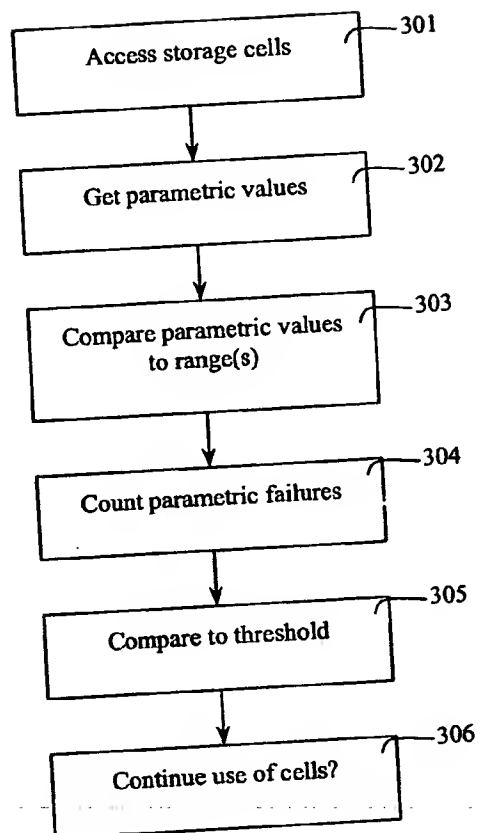 301
Access storage cells
302
Get parametric values
303
Compare parametric values
to range(s)
304
Count parametric failures
305
Compare to threshold
306
Continue use of cells?